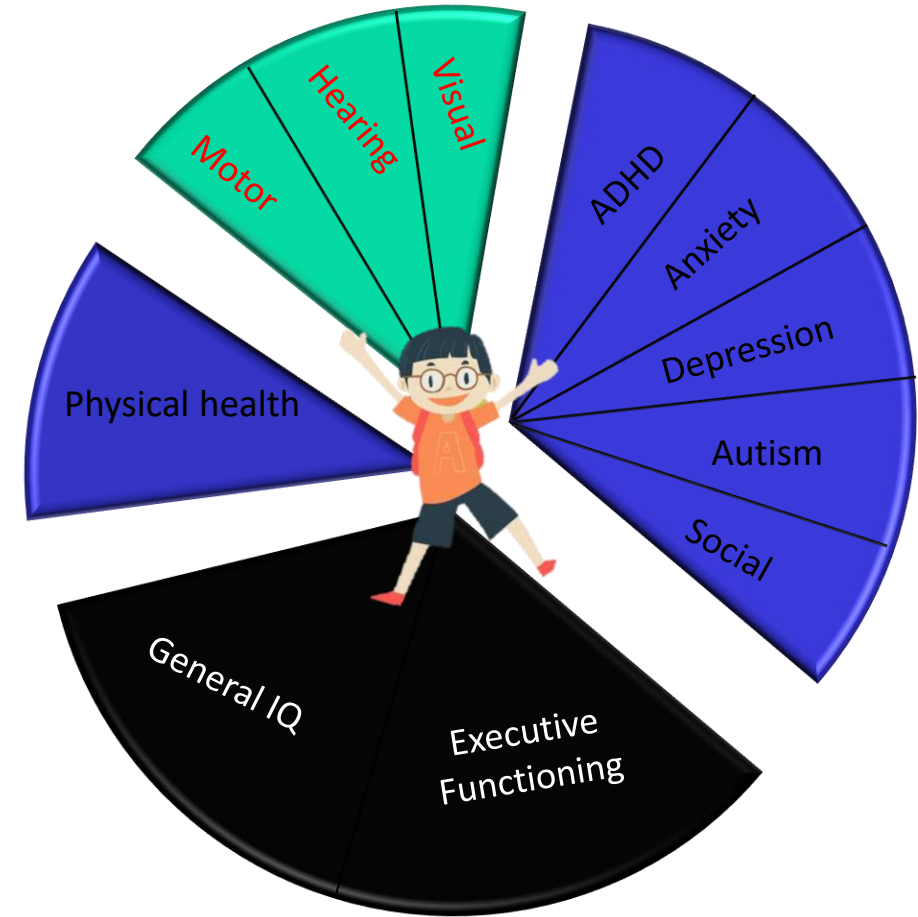 Motor
Hearing
Visual
ADHD
Anxiety
Depression
Autism
Social
Physical health
General IQ
Executive
Functioning
A